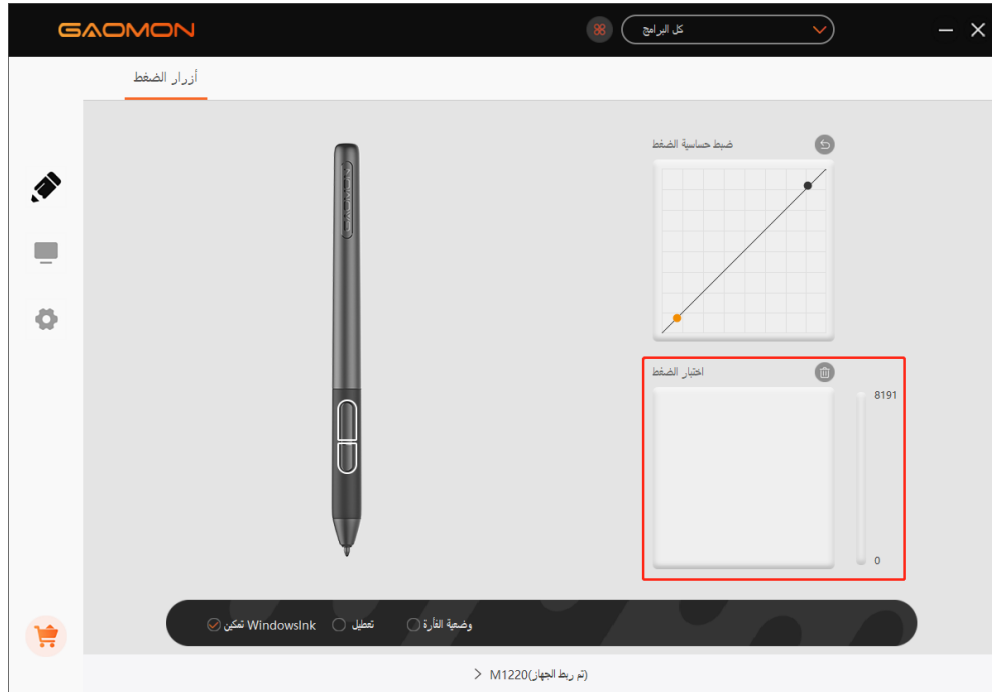 GAOMON
كل البرامج
أزرار الضغط
ضبط حساسية الضغط
GAOMON
اختبار الضغط
8191
0
تمكين WindowsInk
تعطيل
وضعية الفأرة
M1220(تم ربط الجهاز)